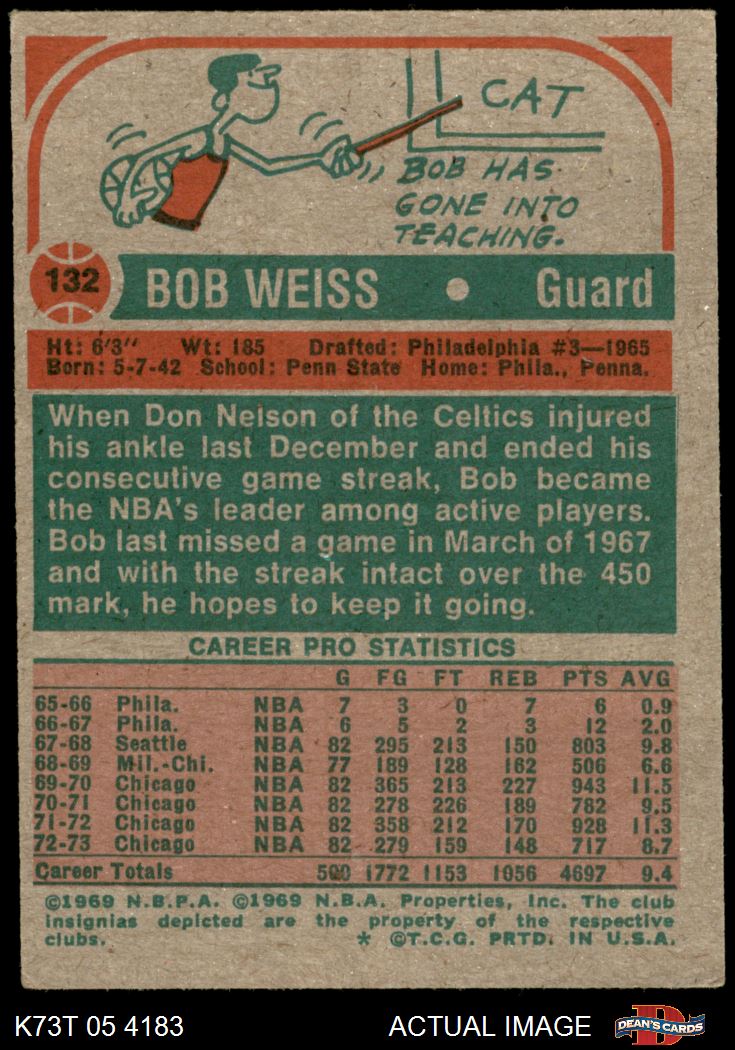 CAT
BOB HAS
GONE INTO
TEACHING.
132 BOB WEISS • Guard
Ht: 6'3" Wt: 185 Drafted: Philadelphia #3—1965
Born: 5-7-42 School: Penn State Home: Phila., Penna.
When Don Nelson of the Celtics injured
his ankle last December and ended his
consecutive game streak, Bob became
the NBA's leader among active players.
Bob last missed a game in March of 1967
and with the streak intact over the 450
mark, he hopes to keep it going.
CAREER PRO STATISTICS
G FG FT REB PTS AVG
65-66 Phila. NBA 7 3 0 7 6 0.9
66-67 Phila. NBA 6 5 2 3 12 2.0
67-68 Seattle NBA 82 295 213 150 803 9.8
68-69 Mil.-Chi. NBA 77 189 128 162 506 6.6
69-70 Chicago NBA 82 365 213 227 943 11.5
70-71 Chicago NBA 82 278 226 189 782 9.5
71-72 Chicago NBA 82 358 212 170 928 11.3
72-73 Chicago NBA 82 279 159 148 717 8.7
Career Totals 500 1772 1153 1056 4697 9.4
©1969 N.B.P.A. ©1969 N.B.A. Properties, Inc. The club
insignias depicted are the property of the respective
clubs. * ©T.C.G. PRTD. IN U.S.A.
K73T 05 4183 ACTUAL IMAGE DEAN'S CARDS